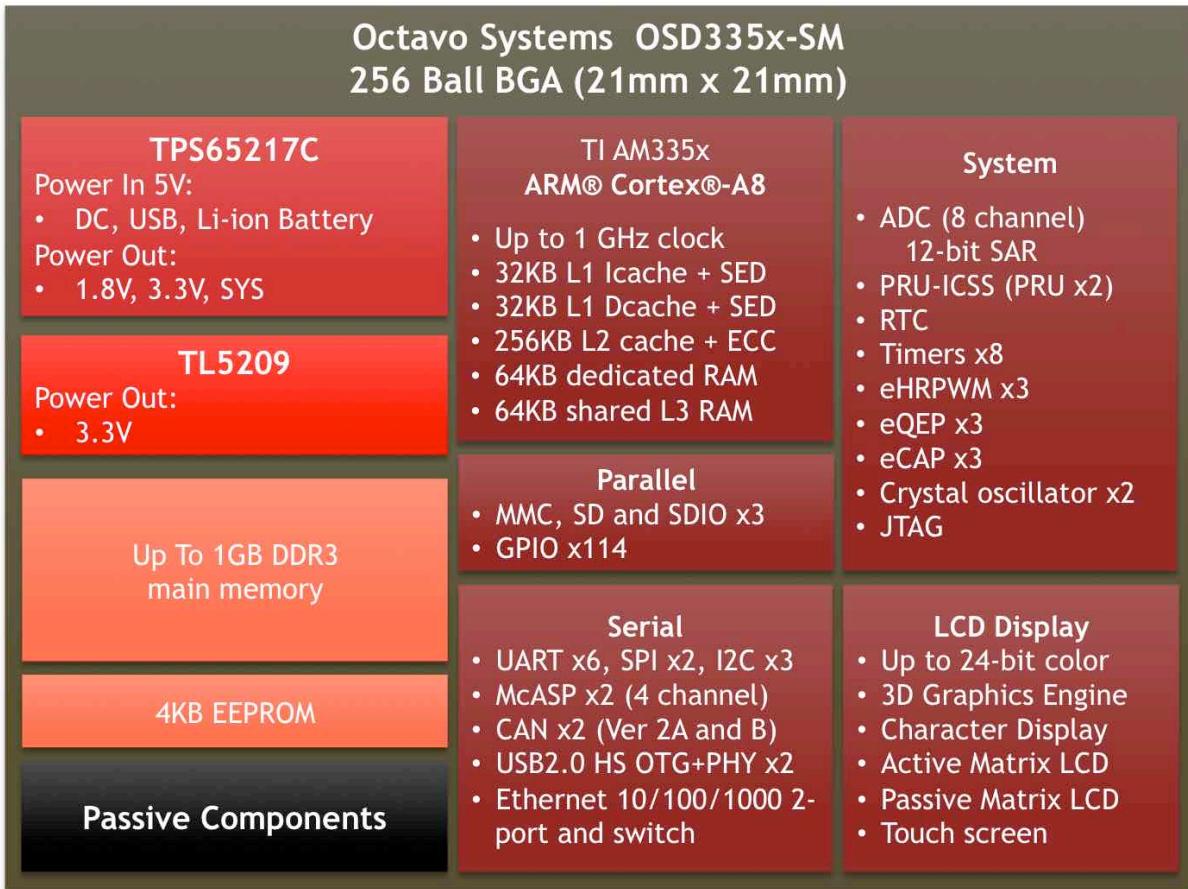 Octavo Systems OSD335x-SM
256 Ball BGA (21mm x 21mm)
TPS65217C
Power In 5V:
• DC, USB, Li-ion Battery
Power Out:
• 1.8V, 3.3V, SYS
TL5209
Power Out:
• 3.3V
Up To 1GB DDR3
main memory
4KB EEPROM
Passive Components
TI AM335x
ARM® Cortex®-A8
• Up to 1 GHz clock
• 32KB L1 Icache + SED
• 32KB L1 Dcache + SED
• 256KB L2 cache + ECC
• 64KB dedicated RAM
• 64KB shared L3 RAM
Parallel
• MMC, SD and SDIO x3
• GPIO x114
Serial
• UART x6, SPI x2, I2C x3
• McASP x2 (4 channel)
• CAN x2 (Ver 2A and B)
• USB2.0 HS OTG+PHY x2
• Ethernet 10/100/1000 2-
port and switch
System
• ADC (8 channel)
12-bit SAR
• PRU-ICSS (PRU x2)
• RTC
• Timers x8
• eHRPWM x3
• eQEP x3
• eCAP x3
• Crystal oscillator x2
• JTAG
LCD Display
• Up to 24-bit color
• 3D Graphics Engine
• Character Display
• Active Matrix LCD
• Passive Matrix LCD
• Touch screen